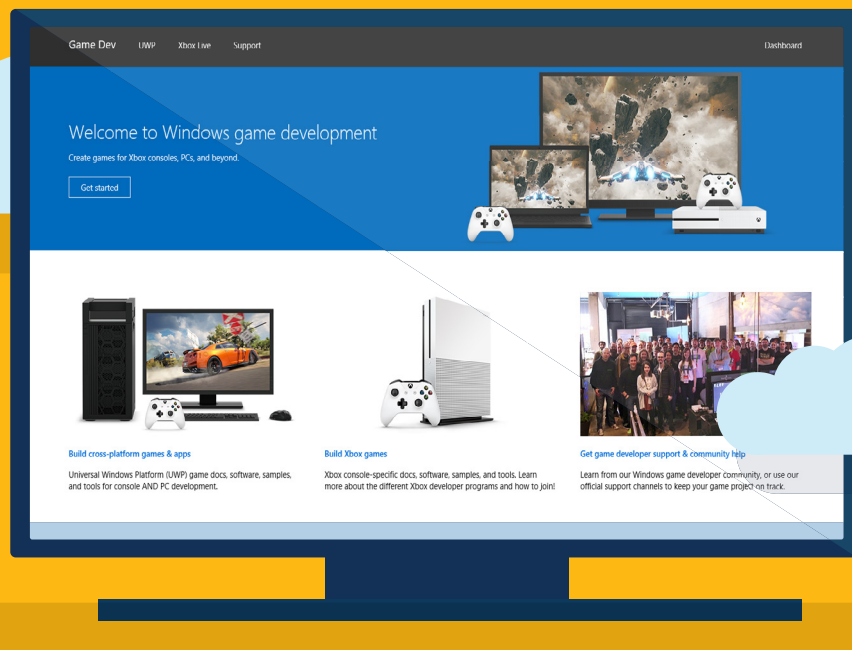 Game Dev UWP Xbox Live Support Dashboard
Welcome to Windows game development
Create games for Xbox consoles, PCs, and beyond.
Get started
Build cross-platform games & apps
Universal Windows Platform (UWP) game docs, software, samples,
and tools for console AND PC development.
Build Xbox games
Xbox console-specific docs, software, samples, and tools. Learn
more about the different Xbox developer programs and how to join!
Get game developer support & community help
Learn from our Windows game developer community, or use our
official support channels to keep your game project on track.